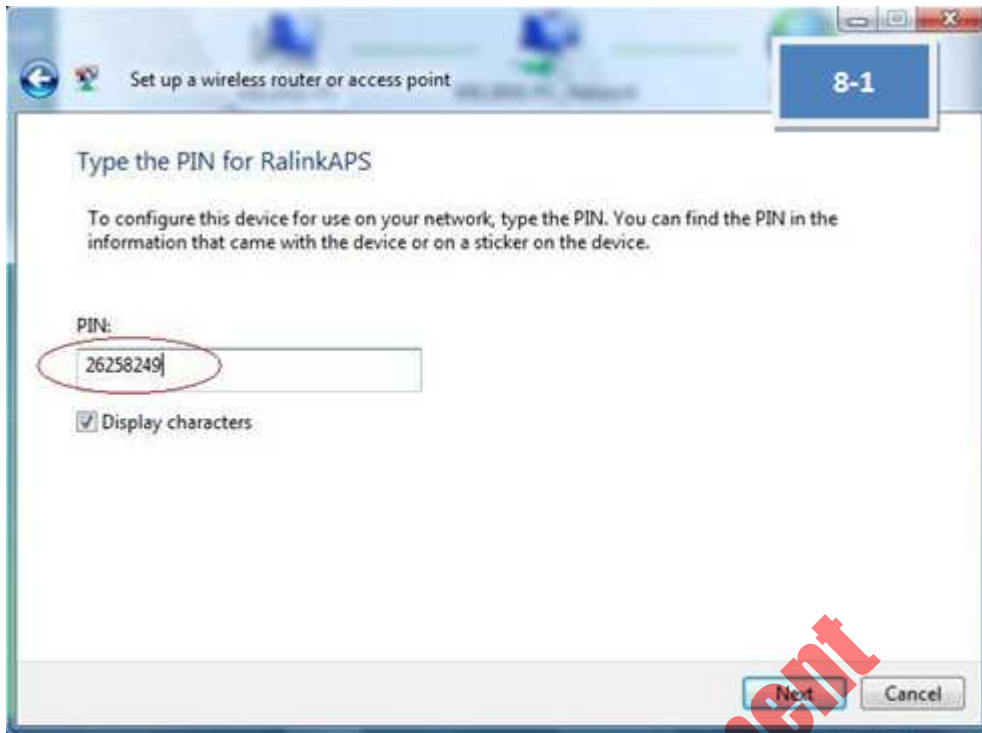 Set up a wireless router or access point
8-1
Type the PIN for RalinkAPS
To configure this device for use on your network, type the PIN. You can find the PIN in the
information that came with the device or on a sticker on the device.
PIN:
26258249
Display characters
Next
Cancel